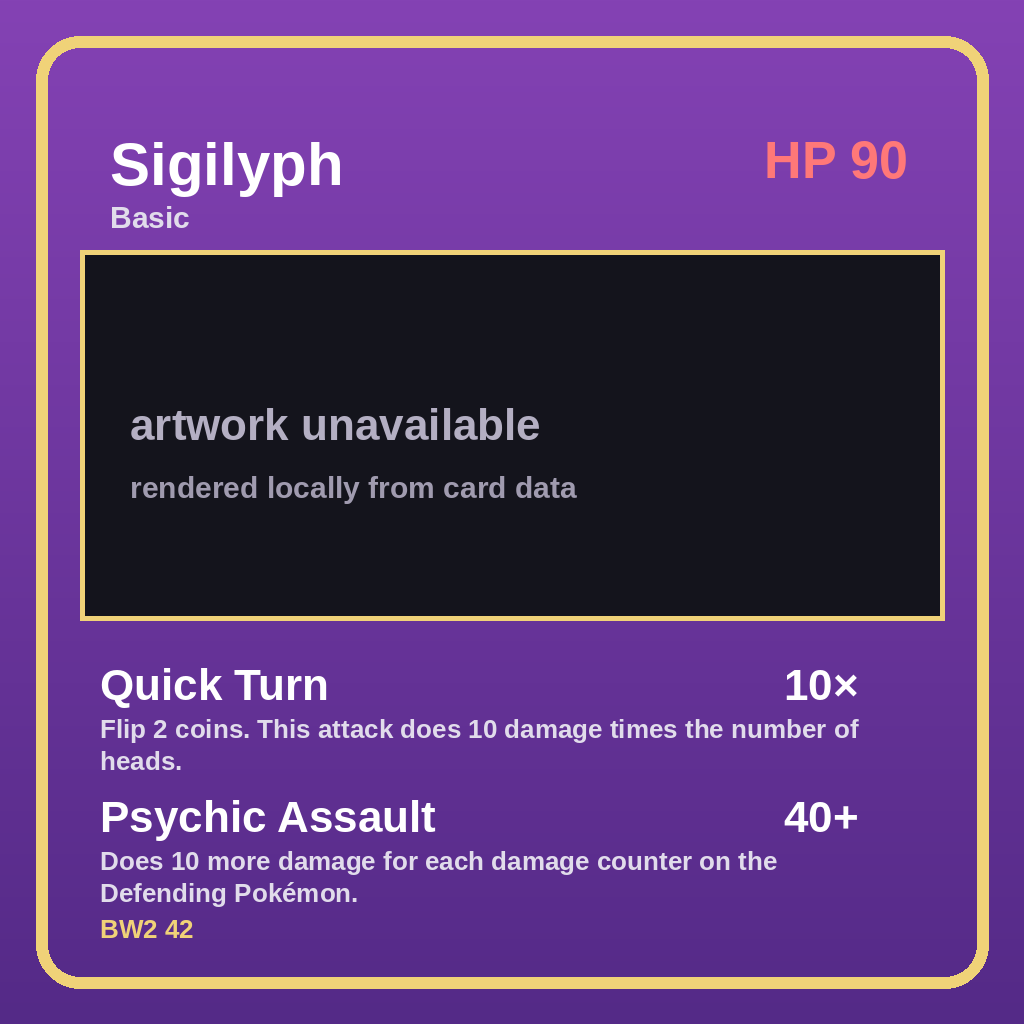 Sigilyph
HP 90
Basic
artwork unavailable
rendered locally from card data
Quick Turn
10×
Flip 2 coins. This attack does 10 damage times the number of
heads.
Psychic Assault
40+
Does 10 more damage for each damage counter on the
Defending Pokémon.
BW2 42